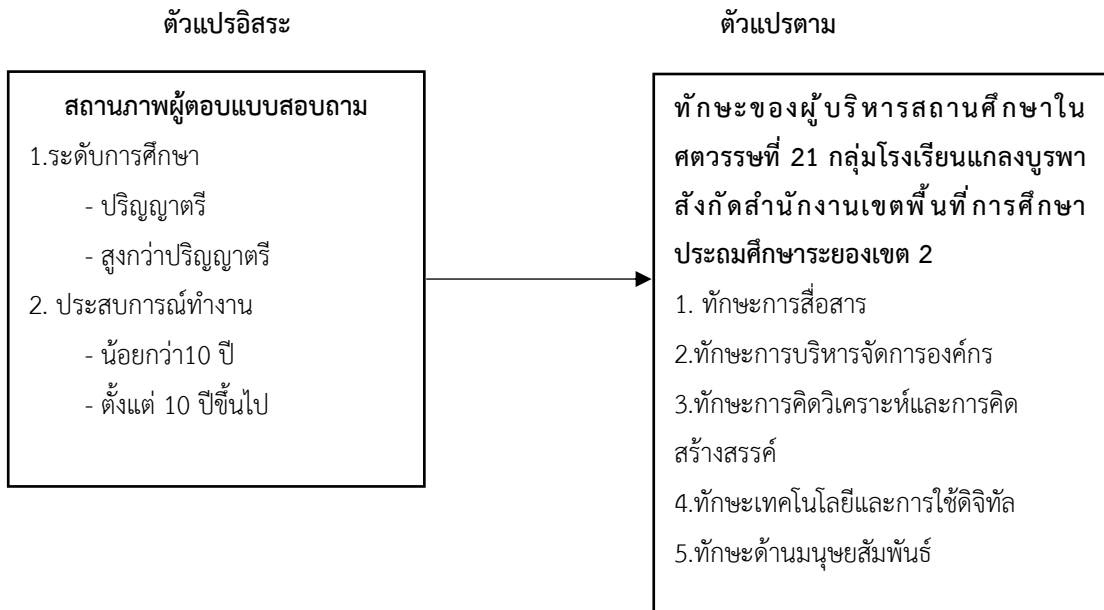 ตัวแปรอิสระ
ตัวแปรตาม
สถานภาพผู้ตอบแบบสอบถาม
1.ระดับการศึกษา
- ปริญญาตรี
- สูงกว่าปริญญาตรี
2. ประสบการณ์ทำงาน
- น้อยกว่า10 ปี
- ตั้งแต่ 10 ปีขึ้นไป
ทักษะของผู้บริหารสถานศึกษาใน
ศตวรรษที่ 21 กลุ่มโรงเรียนแกลงบูรพา
สังกัดสำนักงานเขตพื้นที่การศึกษา
ประถมศึกษาระยองเขต 2
1. ทักษะการสื่อสาร
2.ทักษะการบริหารจัดการองค์กร
3.ทักษะการคิดวิเคราะห์และการคิด
สร้างสรรค์
4.ทักษะเทคโนโลยีและการใช้ดิจิทัล
5.ทักษะด้านมนุษยสัมพันธ์